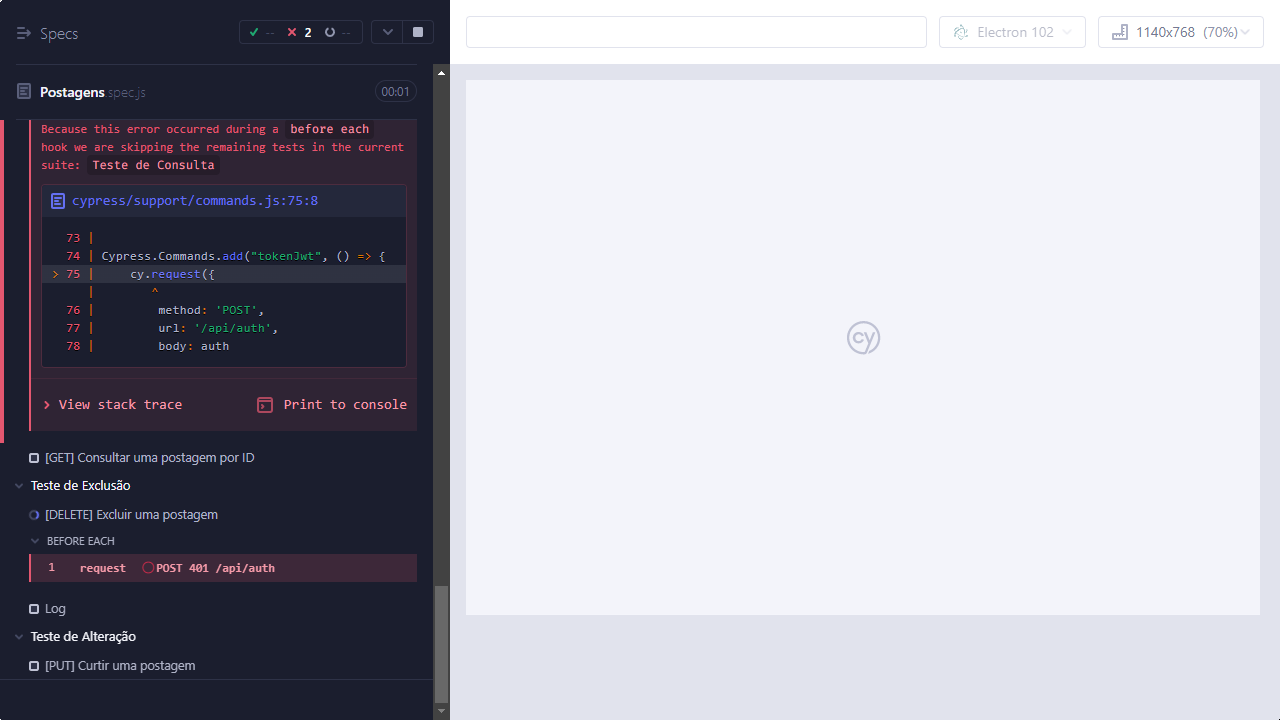 Specs
--
2
--
Electron 102
1140x768 (70%)
Postagens.spec.js
00:01
Because this error occurred during a before each
hook we are skipping the remaining tests in the current
suite: Teste de Consulta
cypress/support/commands.js:75:8
73 |
74 | Cypress.Commands.add("tokenJwt", () => {
> 75 |     cy.request({
|        ^
76 |         method: 'POST',
77 |         url: '/api/auth',
78 |         body: auth
View stack trace
Print to console
[GET] Consultar uma postagem por ID
Teste de Exclusão
[DELETE] Excluir uma postagem
BEFORE EACH
1 request POST 401 /api/auth
Log
Teste de Alteração
[PUT] Curtir uma postagem
cy